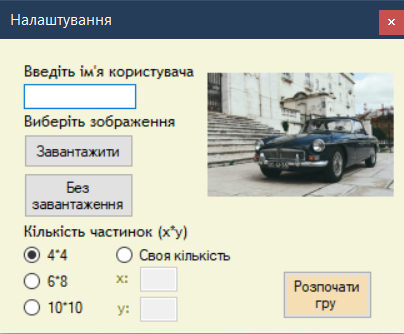 Налаштування
Введіть ім'я користувача
Виберіть зображення
Завантажити
Без
завантаження
Кількість частинок (x*y)
4*4
Своя кількість
6*8
x:
10*10
y:
Розпочати
гру